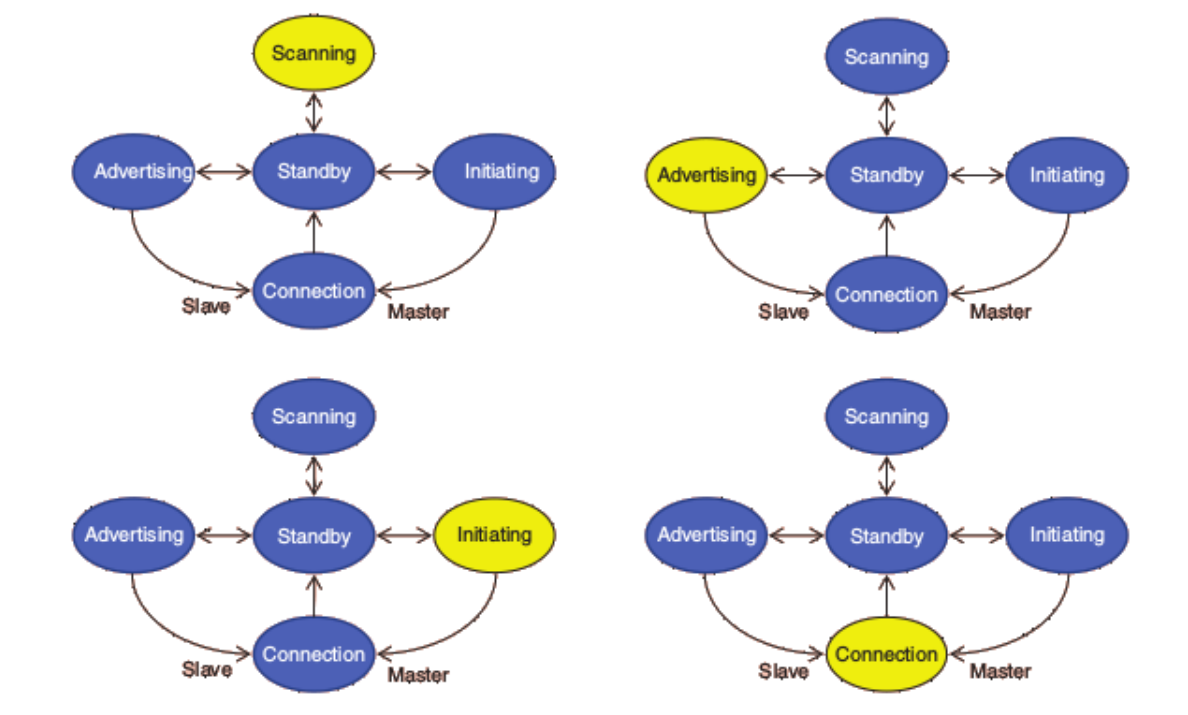 Scanning
Advertising
Standby
Initiating
Connection
Slave
Master
Scanning
Advertising
Standby
Initiating
Connection
Slave
Master
Scanning
Advertising
Standby
Initiating
Connection
Slave
Master
Scanning
Advertising
Standby
Initiating
Connection
Slave
Master